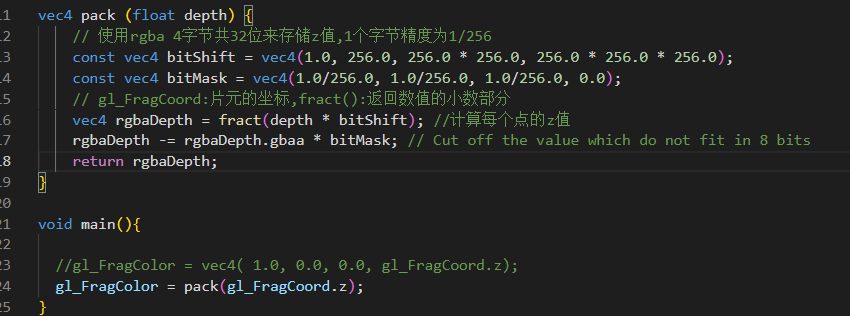 11 vec4 pack (float depth) {
12 // 使用rgba 4字节共32位来存储z值,1个字节精度为1/256
13 const vec4 bitShift = vec4(1.0, 256.0, 256.0 * 256.0, 256.0 * 256.0 * 256.0);
14 const vec4 bitMask = vec4(1.0/256.0, 1.0/256.0, 1.0/256.0, 0.0);
15 // gl_FragCoord:片元的坐标,fract():返回数值的小数部分
16 vec4 rgbaDepth = fract(depth * bitShift); //计算每个点的z值
17 rgbaDepth -= rgbaDepth.gbaa * bitMask; // Cut off the value which do not fit in 8 bits
18 return rgbaDepth;
19 }
20
21 void main(){
22
23 //gl_FragColor = vec4( 1.0, 0.0, 0.0, gl_FragCoord.z);
24 gl_FragColor = pack(gl_FragCoord.z);
25 }